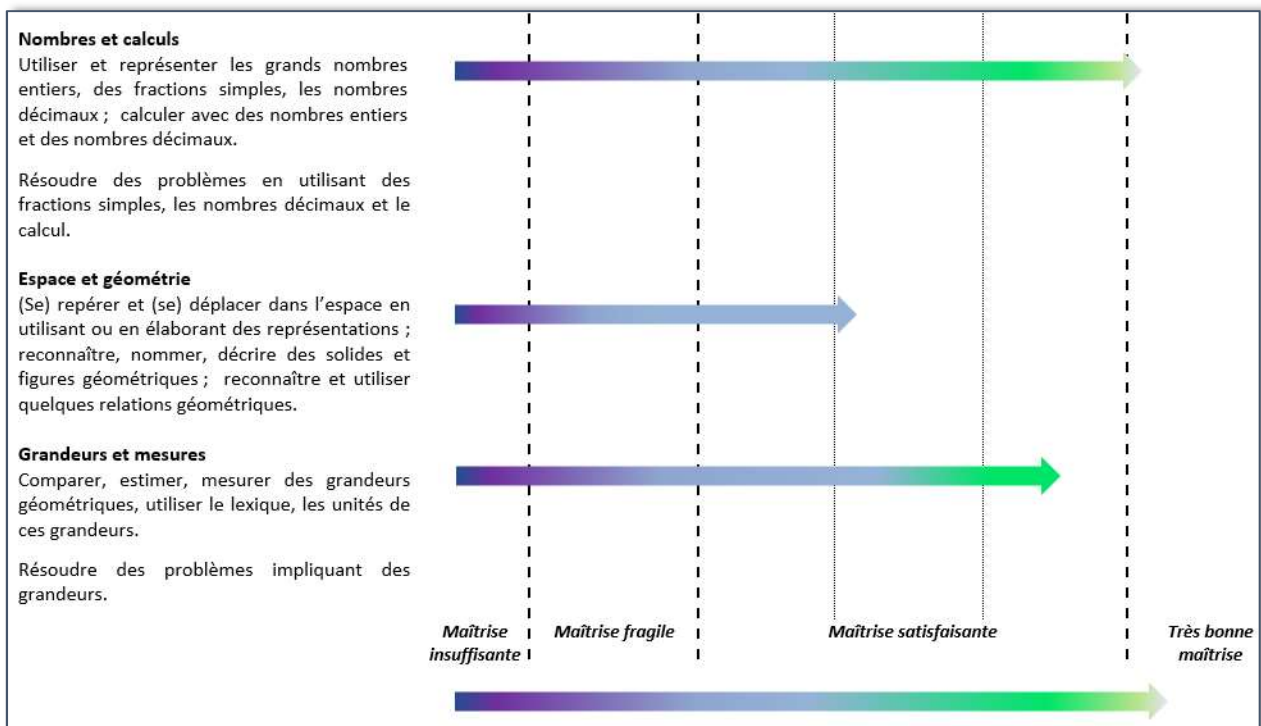 Nombres et calculs
Utiliser et représenter les grands nombres
entiers, des fractions simples, les nombres
décimaux ; calculer avec des nombres entiers
et des nombres décimaux.
Résoudre des problèmes en utilisant des
fractions simples, les nombres décimaux et le
calcul.
Espace et géométrie
(Se) repérer et (se) déplacer dans l’espace en
utilisant ou en élaborant des représentations ;
reconnaître, nommer, décrire des solides et
figures géométriques ; reconnaître et utiliser
quelques relations géométriques.
Grandeurs et mesures
Comparer, estimer, mesurer des grandeurs
géométriques, utiliser le lexique, les unités de
ces grandeurs.
Résoudre des problèmes impliquant des
grandeurs.
Maîtrise
insuffisante
Maîtrise fragile
Maîtrise satisfaisante
Très bonne
maîtrise